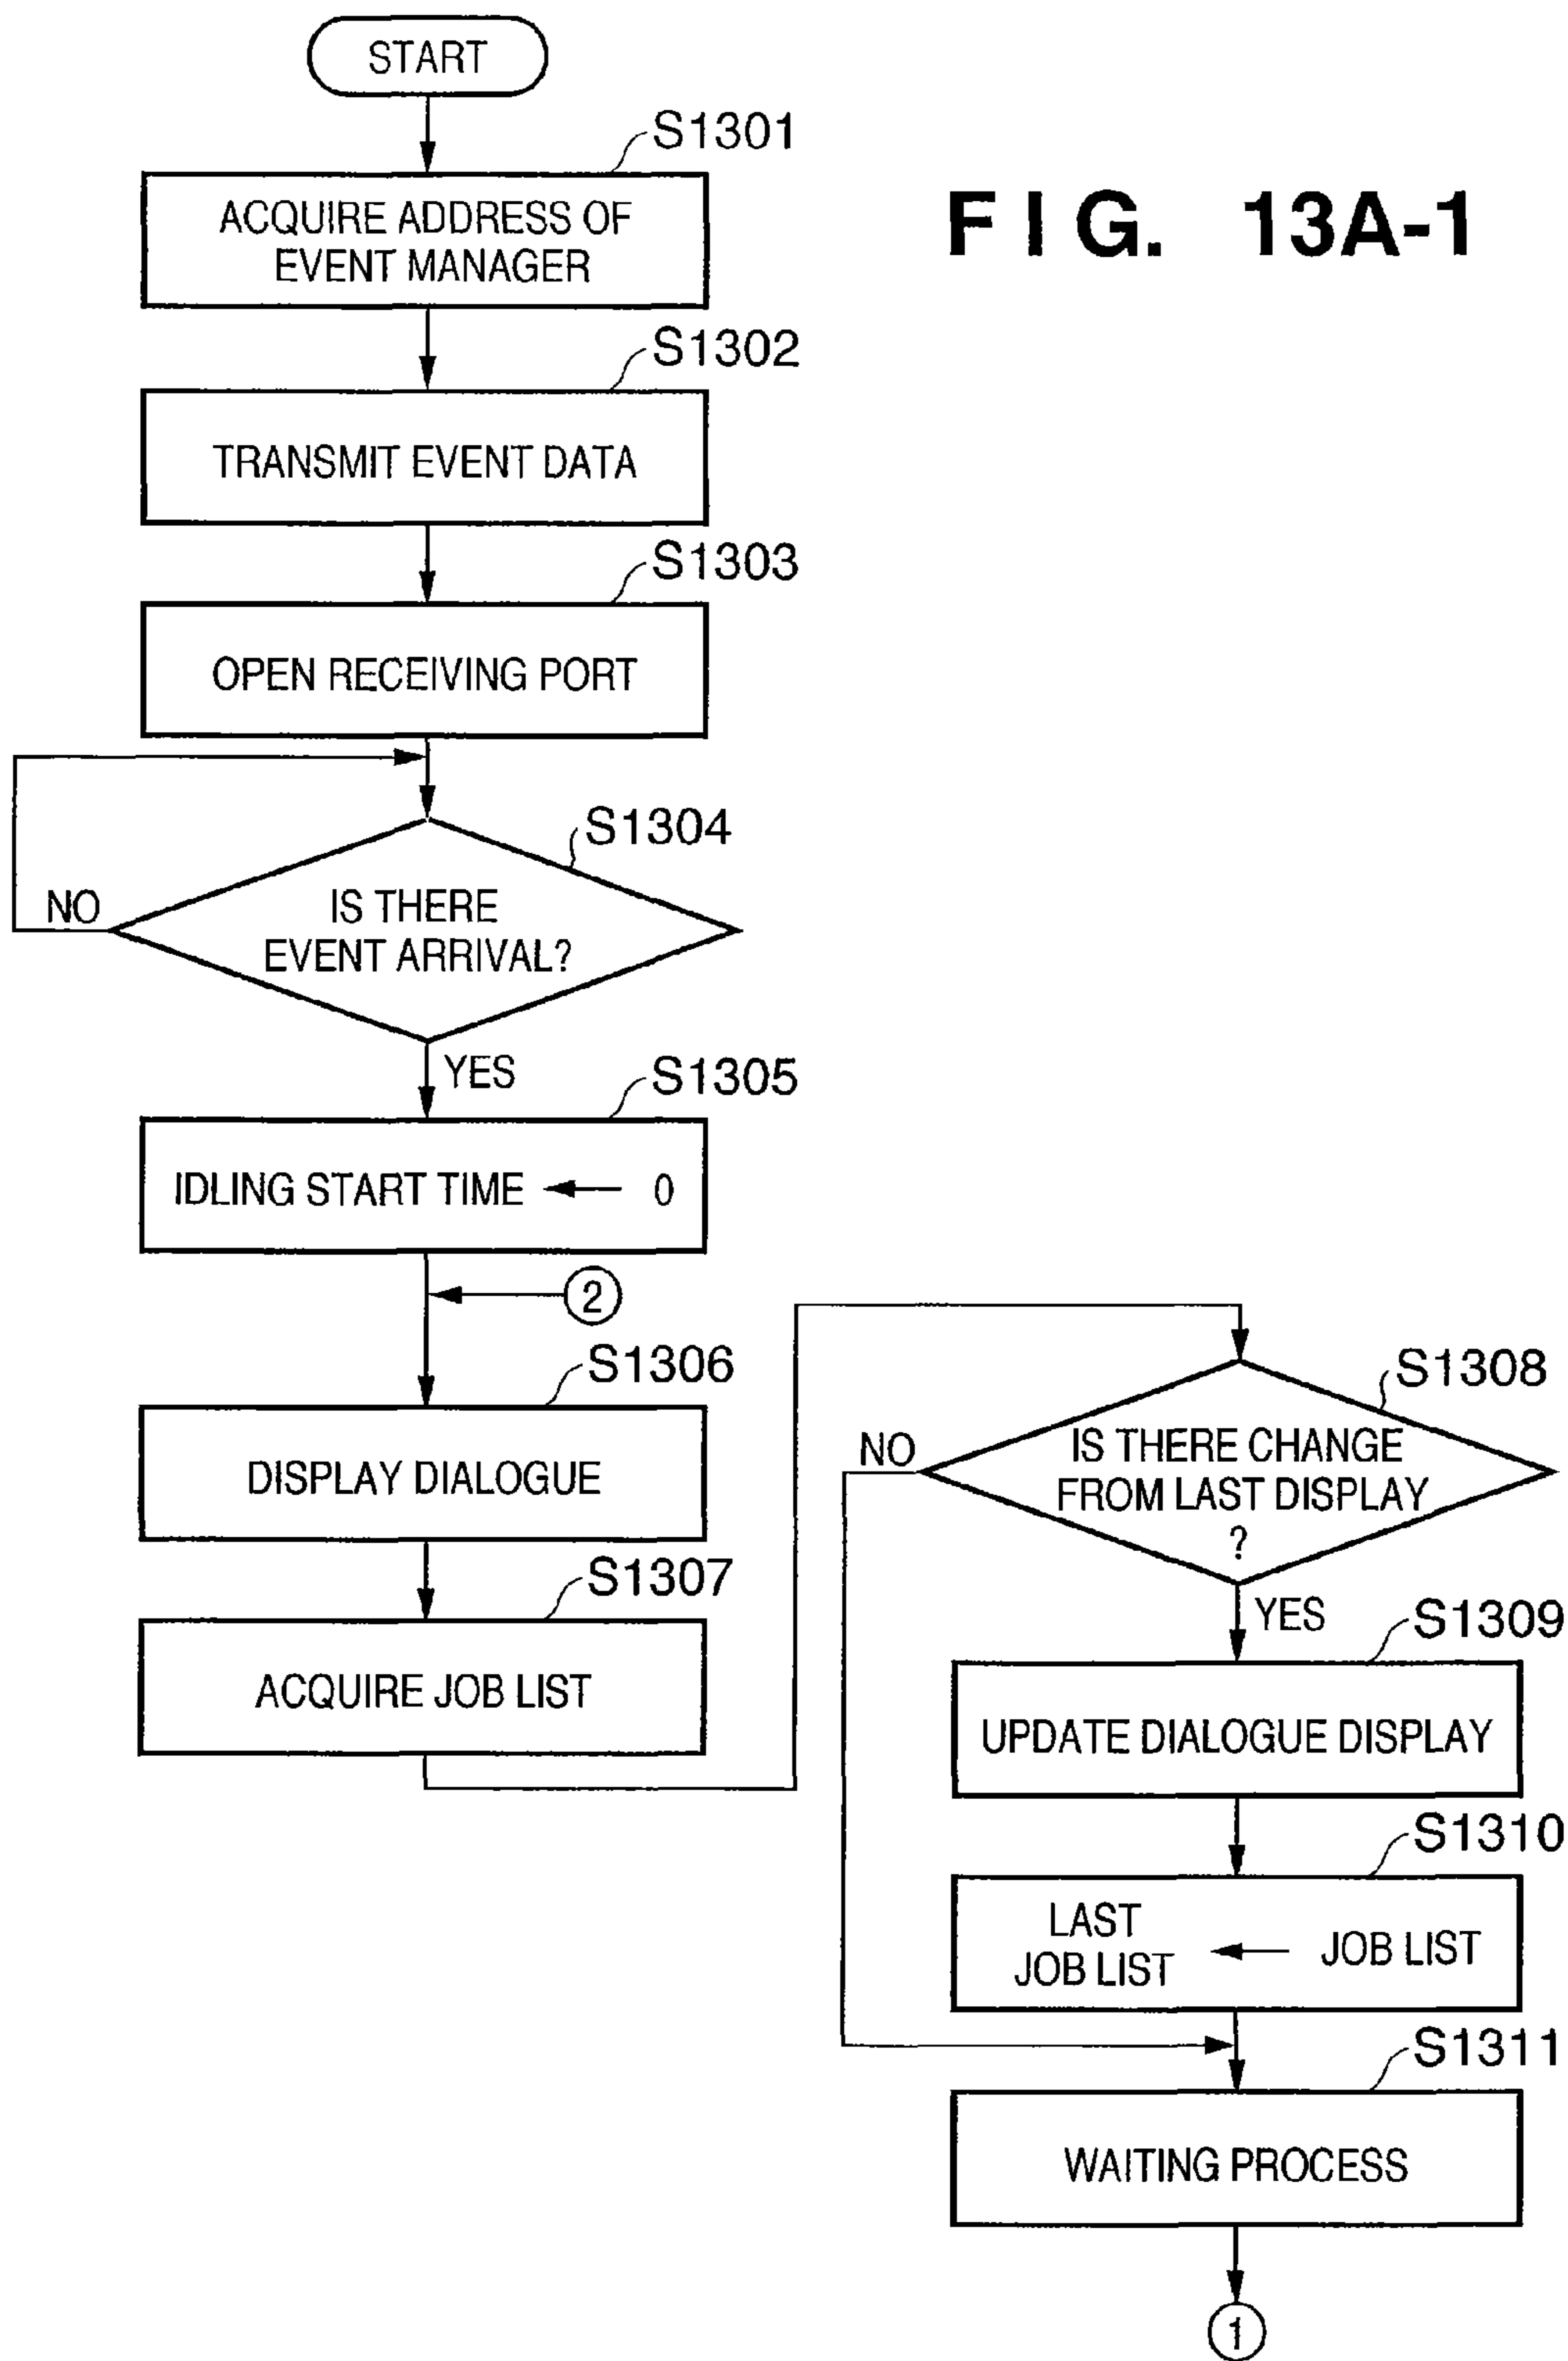 START
S1301
ACQUIRE ADDRESS OF
EVENT MANAGER
FIG. 13A-1
S1302
TRANSMIT EVENT DATA
S1303
OPEN RECEIVING PORT
S1304
NO
IS THERE
EVENT ARRIVAL?
YES
S1305
IDLING START TIME ← 0
2
S1306
DISPLAY DIALOGUE
S1307
ACQUIRE JOB LIST
S1308
NO
IS THERE CHANGE
FROM LAST DISPLAY
?
YES
S1309
UPDATE DIALOGUE DISPLAY
S1310
LAST
JOB LIST ← JOB LIST
S1311
WAITING PROCESS
1